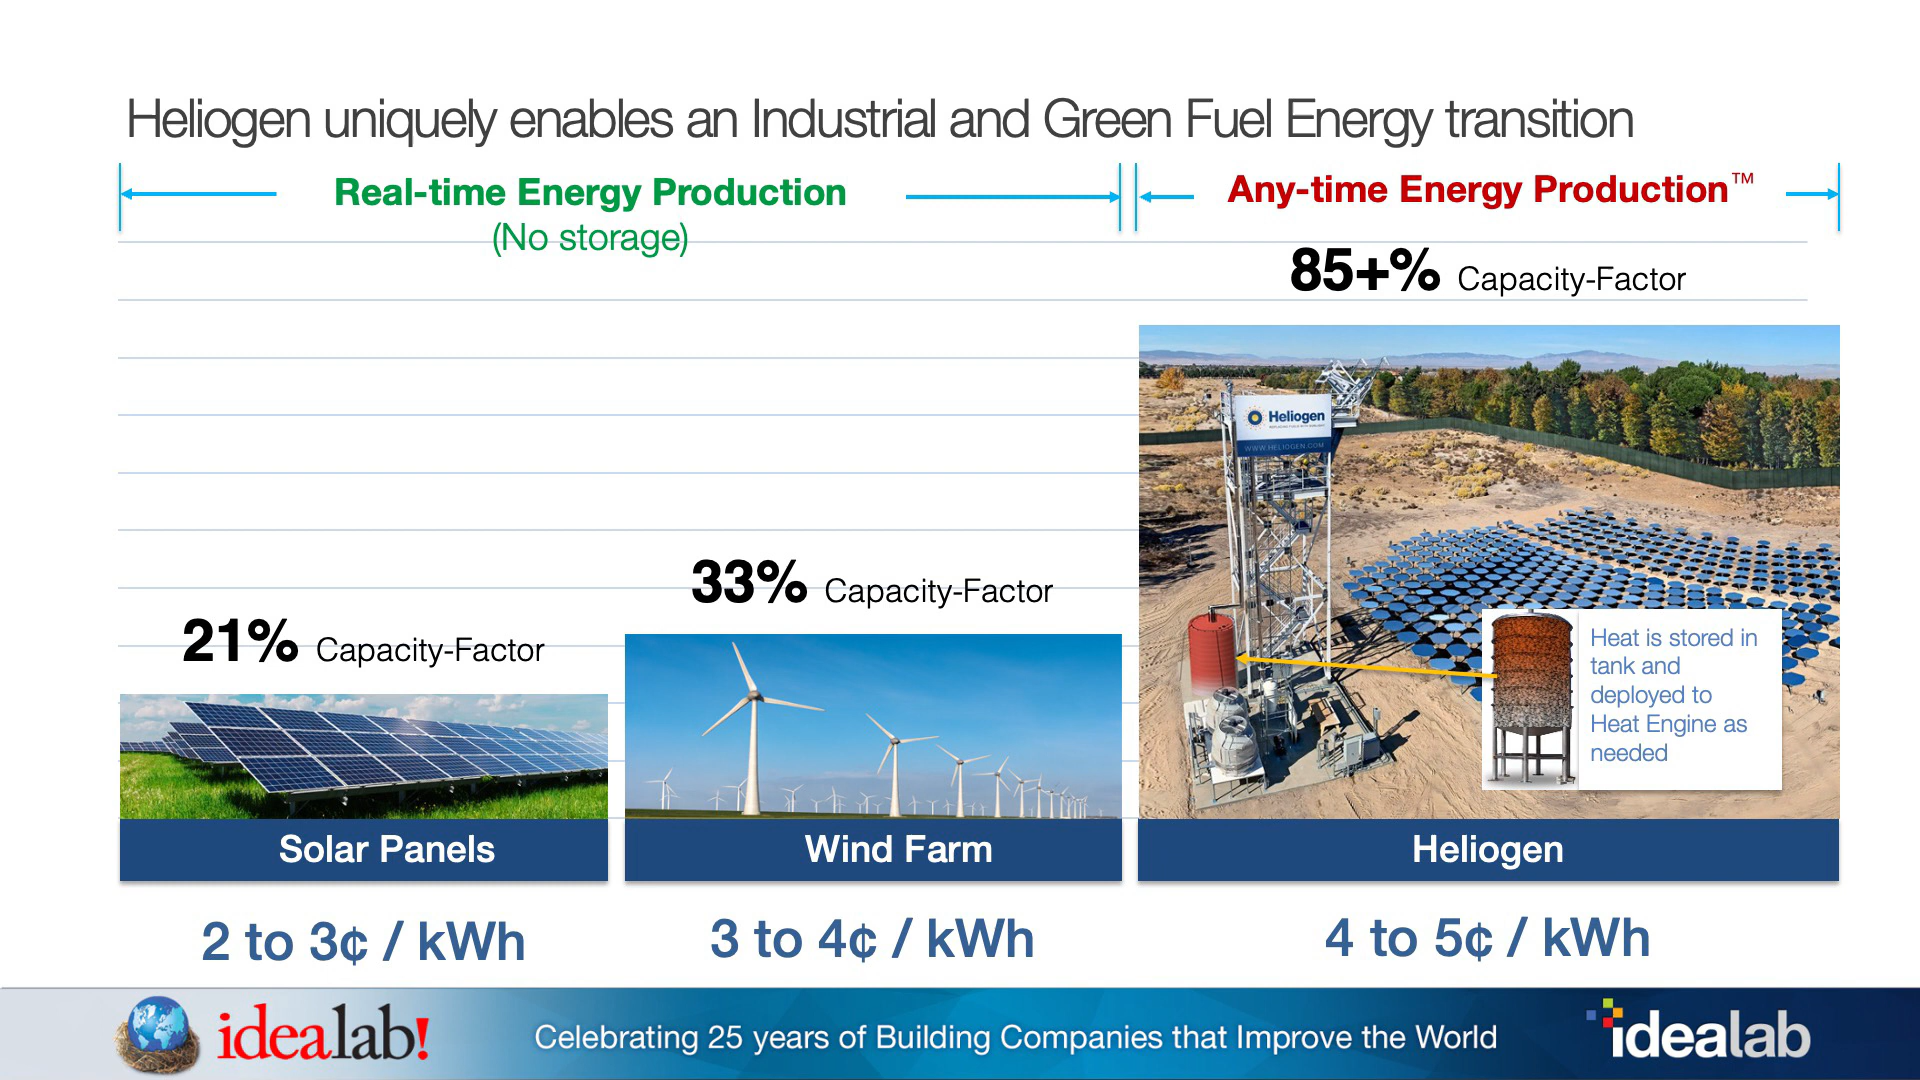 Heliogen uniquely enables an Industrial and Green Fuel Energy transition
Real-time Energy Production
(No storage)
Any-time Energy Production™
85+% Capacity-Factor
33% Capacity-Factor
21% Capacity-Factor
Heliogen
WWW.HELIOGEN.COM
Heat is stored in
tank and
deployed to
Heat Engine as
needed
Solar Panels
Wind Farm
Heliogen
2 to 3¢ / kWh
3 to 4¢ / kWh
4 to 5¢ / kWh
idealab!
Celebrating 25 years of Building Companies that Improve the World
idealab